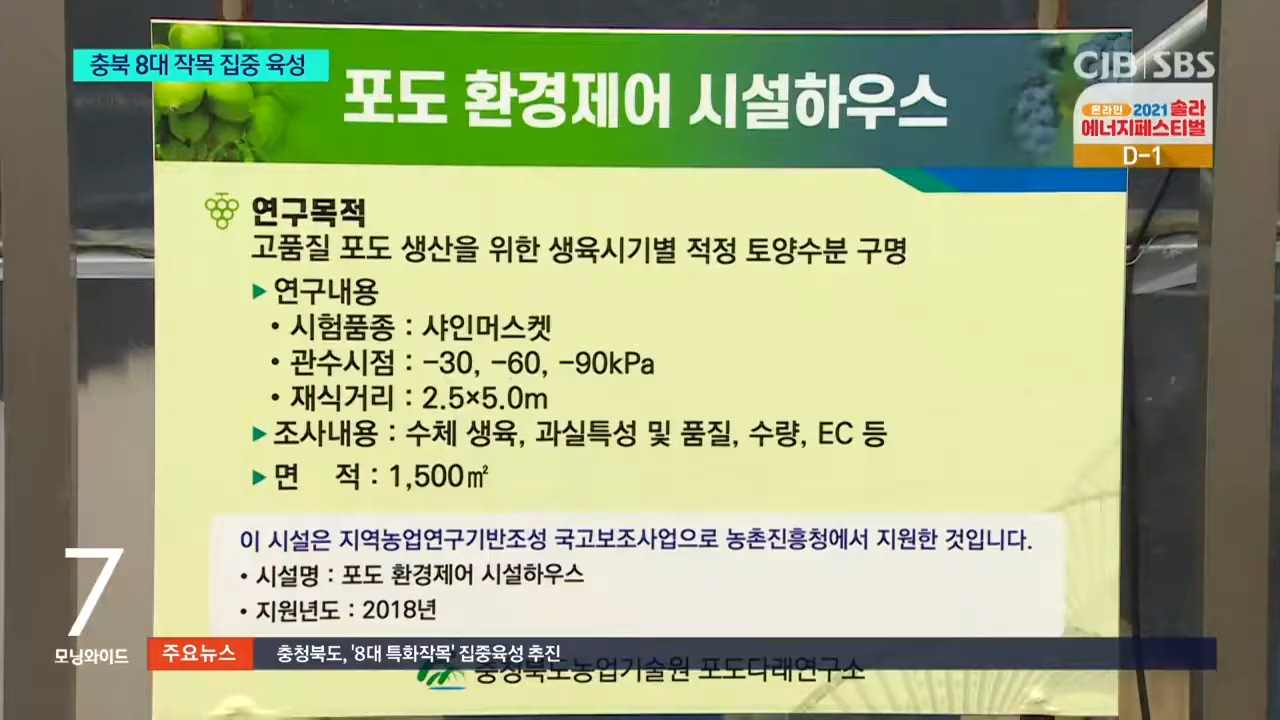 충북 8대 작목 집중 육성
CJB SBS
온라인 2021 솔라
에너지페스티벌
D-1
포도 환경제어 시설하우스
연구목적
고품질 포도 생산을 위한 생육시기별 적정 토양수분 구명
▶ 연구내용
• 시험품종 : 샤인머스켓
• 관수시점 : -30, -60, -90kPa
• 재식거리 : 2.5×5.0m
▶ 조사내용 : 수체 생육, 과실특성 및 품질, 수량, EC 등
▶ 면 적 : 1,500㎡
이 시설은 지역농업연구기반조성 국고보조사업으로 농촌진흥청에서 지원한 것입니다.
• 시설명 : 포도 환경제어 시설하우스
• 지원년도 : 2018년
7
모닝와이드
주요뉴스 충청북도, '8대 특화작목' 집중육성 추진
충청북도농업기술원 포도다래연구소